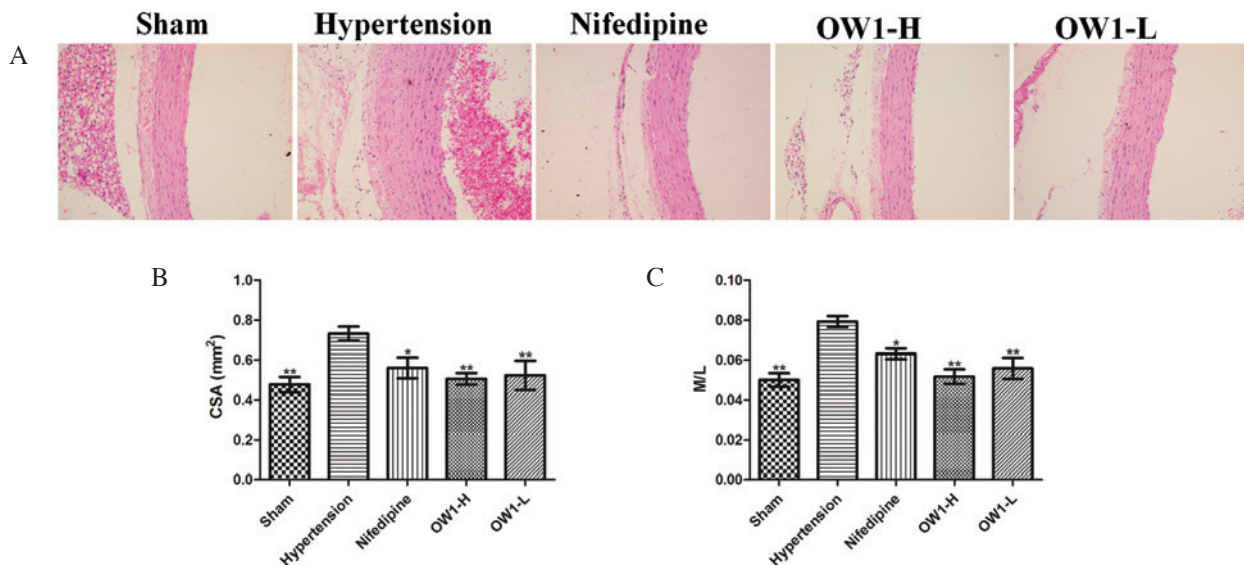 Sham Hypertension Nifedipine OW1-H OW1-L
A
B
CSA (mm²)
1.0
0.8
0.6
0.4
0.2
0.0
**
*
**
**
Sham
Hypertension
Nifedipine
OW1-H
OW1-L
C
M/L
0.10
0.08
0.06
0.04
0.02
0.00
**
*
**
**
Sham
Hypertension
Nifedipine
OW1-H
OW1-L